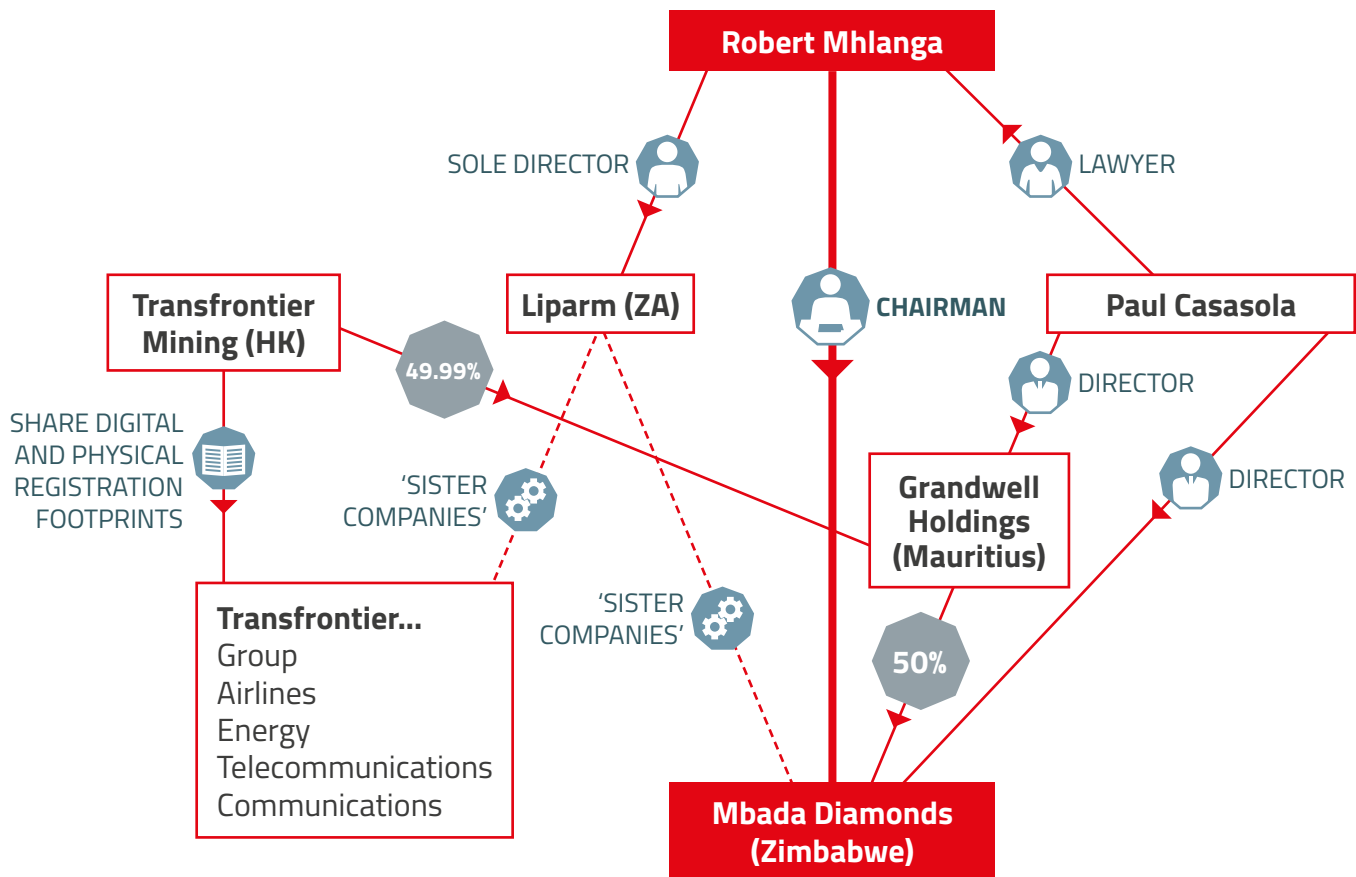 Robert Mhlanga
SOLE DIRECTOR
LAWYER
Transfrontier
Mining (HK)
Liparm (ZA)
CHAIRMAN
Paul Casasola
49.99%
DIRECTOR
SHARE DIGITAL
AND PHYSICAL
REGISTRATION
FOOTPRINTS
‘SISTER
COMPANIES’
Grandwell
Holdings
(Mauritius)
DIRECTOR
‘SISTER
COMPANIES’
Transfrontier...
Group
Airlines
Energy
Telecommunications
Communications
50%
Mbada Diamonds
(Zimbabwe)